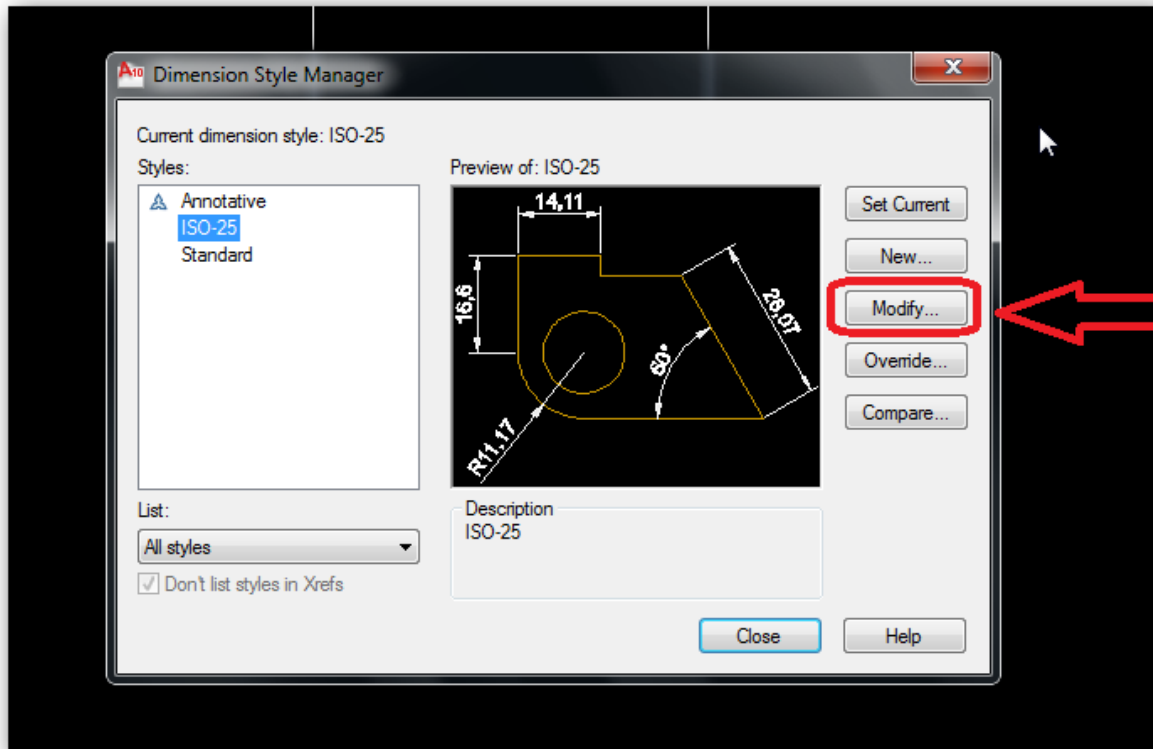 A10 Dimension Style Manager
Current dimension style: ISO-25
Styles:
Preview of: ISO-25
Annotative
ISO-25
Standard
14,11
16,6
28,07
60°
R11,17
Set Current
New...
Modify...
Override...
Compare...
List:
All styles
Don't list styles in Xrefs
Description
ISO-25
Close
Help